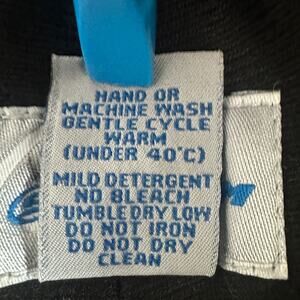 HAND OR
MACHINE WASH
GENTLE CYCLE
WARM
(UNDER 40°C)
MILD DETERGENT
NO BLEACH
TUMBLE DRY LOW
DO NOT IRON
DO NOT DRY
CLEAN